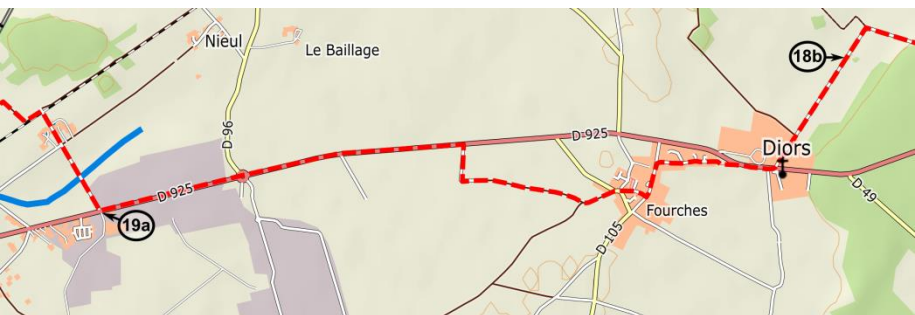 Nieul
Le Baillage
18b
D 96
D 925
Diors
D 925
D-49
Fourches
19a
D-105